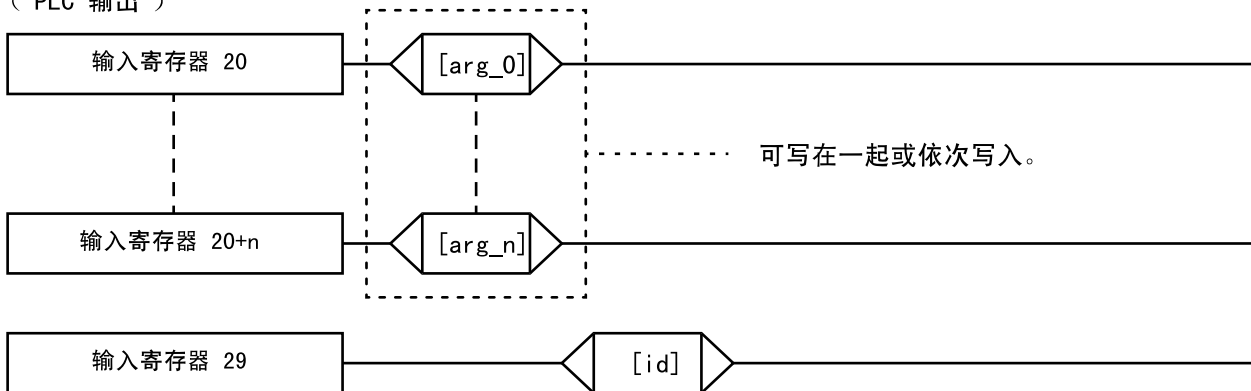 ( PLC 输出 )
输入寄存器 20
[arg_0]
可写在一起或依次写入。
输入寄存器 20+n
[arg_n]
输入寄存器 29
[id]